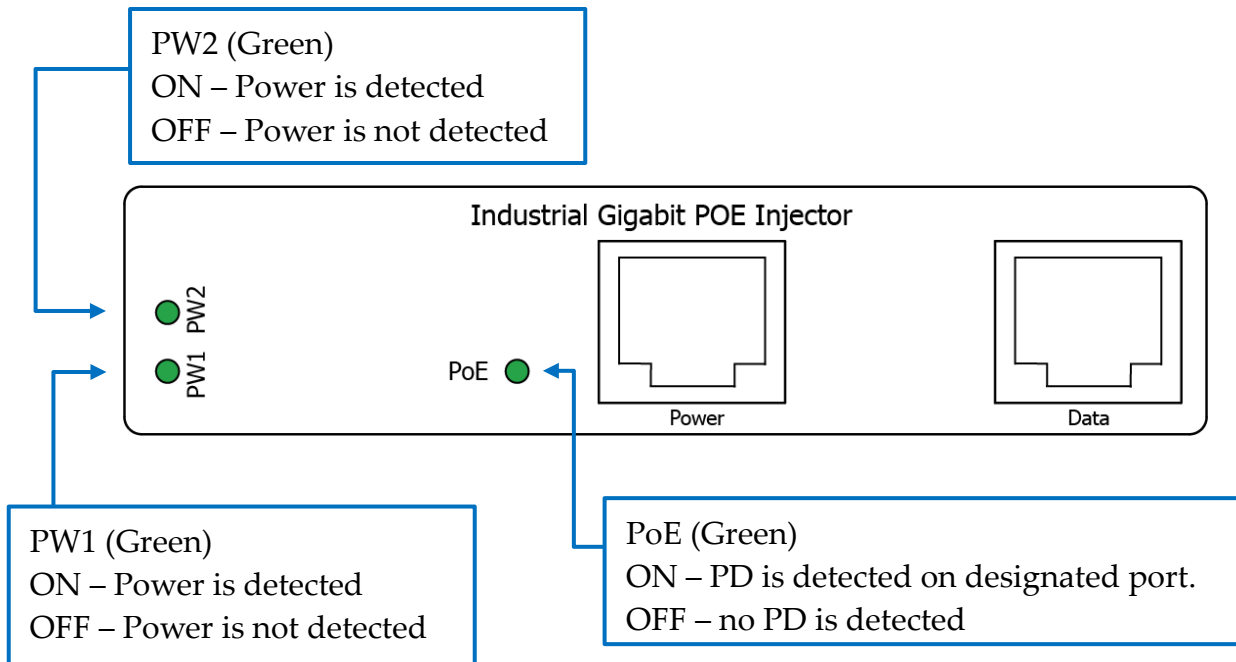 PW2 (Green)
ON – Power is detected
OFF – Power is not detected
Industrial Gigabit POE Injector
PW2
PW1
PoE
Power
Data
PW1 (Green)
ON – Power is detected
OFF – Power is not detected
PoE (Green)
ON – PD is detected on designated port.
OFF – no PD is detected